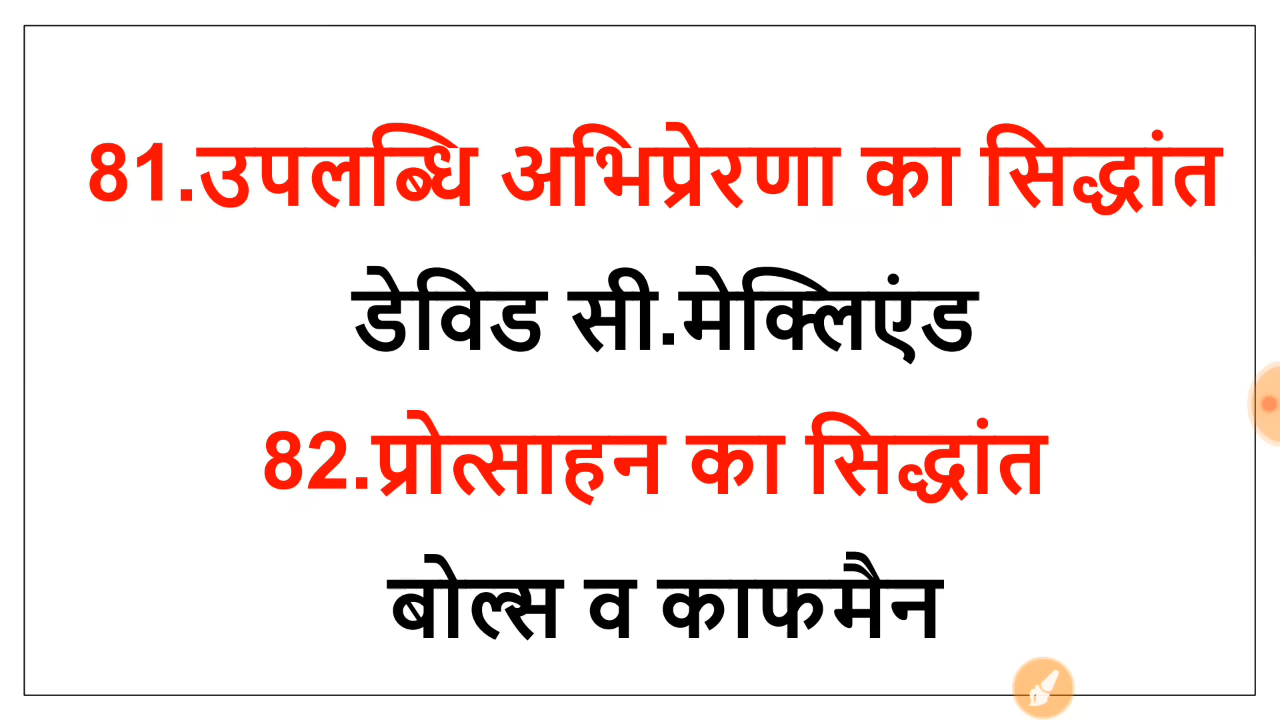 81.उपलब्धि अभिप्रेरणा का सिद्धांत
डेविड सी.मेक्लिएंड
82.प्रोत्साहन का सिद्धांत
बोल्स व काफमैन